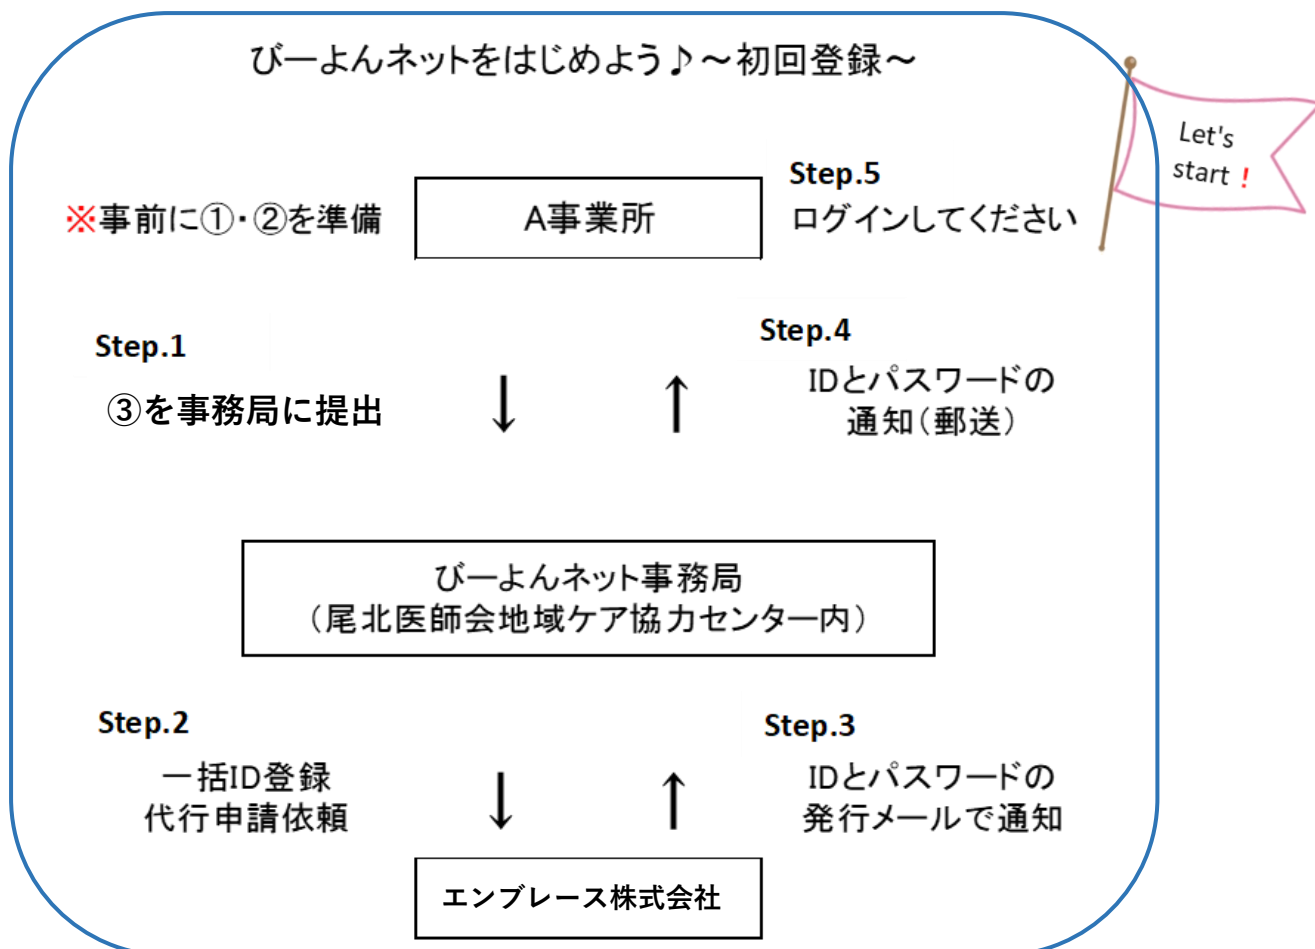 びーよんネットをはじめよう♪～初回登録～
Let's
start！
※事前に①・②を準備
A事業所
Step.5
ログインしてください
Step.1
③を事務局に提出
↓
↑
Step.4
IDとパスワードの
通知（郵送）
びーよんネット事務局
（尾北医師会地域ケア協力センター内）
Step.2
一括ID登録
代行申請依頼
↓
↑
Step.3
IDとパスワードの
発行メールで通知
エンブレース株式会社